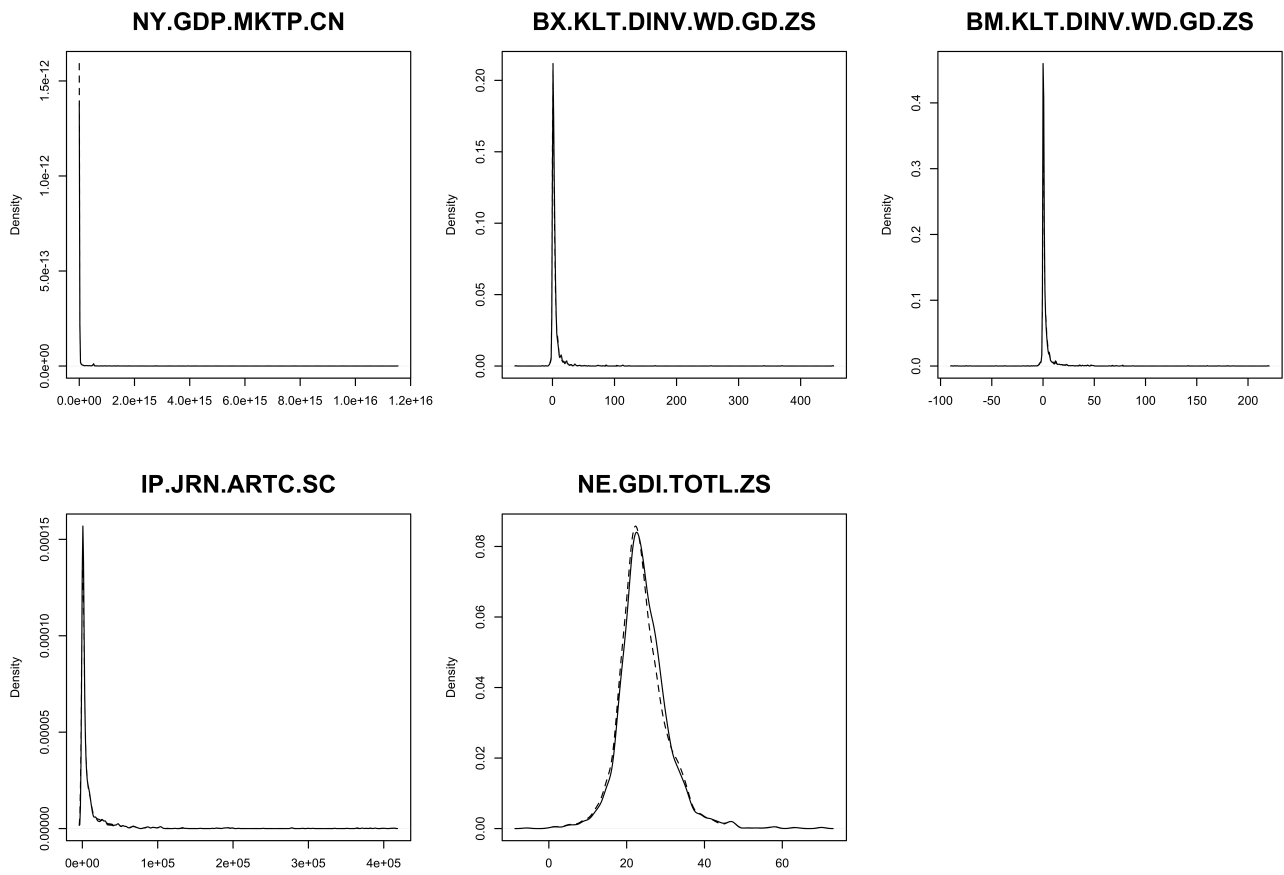 NY.GDP.MKTP.CN
BX.KLT.DINV.WD.GD.ZS
BM.KLT.DINV.WD.GD.ZS
Density
0.0e+00 5.0e-13 1.0e-12 1.5e-12
0.0e+00 2.0e+15 4.0e+15 6.0e+15 8.0e+15 1.0e+16 1.2e+16
Density
0.00 0.05 0.10 0.15 0.20
0 100 200 300 400
Density
0.0 0.1 0.2 0.3 0.4
-100 -50 0 50 100 150 200
IP.JRN.ARTC.SC
NE.GDI.TOTL.ZS
Density
0.00000 0.00005 0.00010 0.00015
0e+00 1e+05 2e+05 3e+05 4e+05
Density
0.00 0.02 0.04 0.06 0.08
0 20 40 60